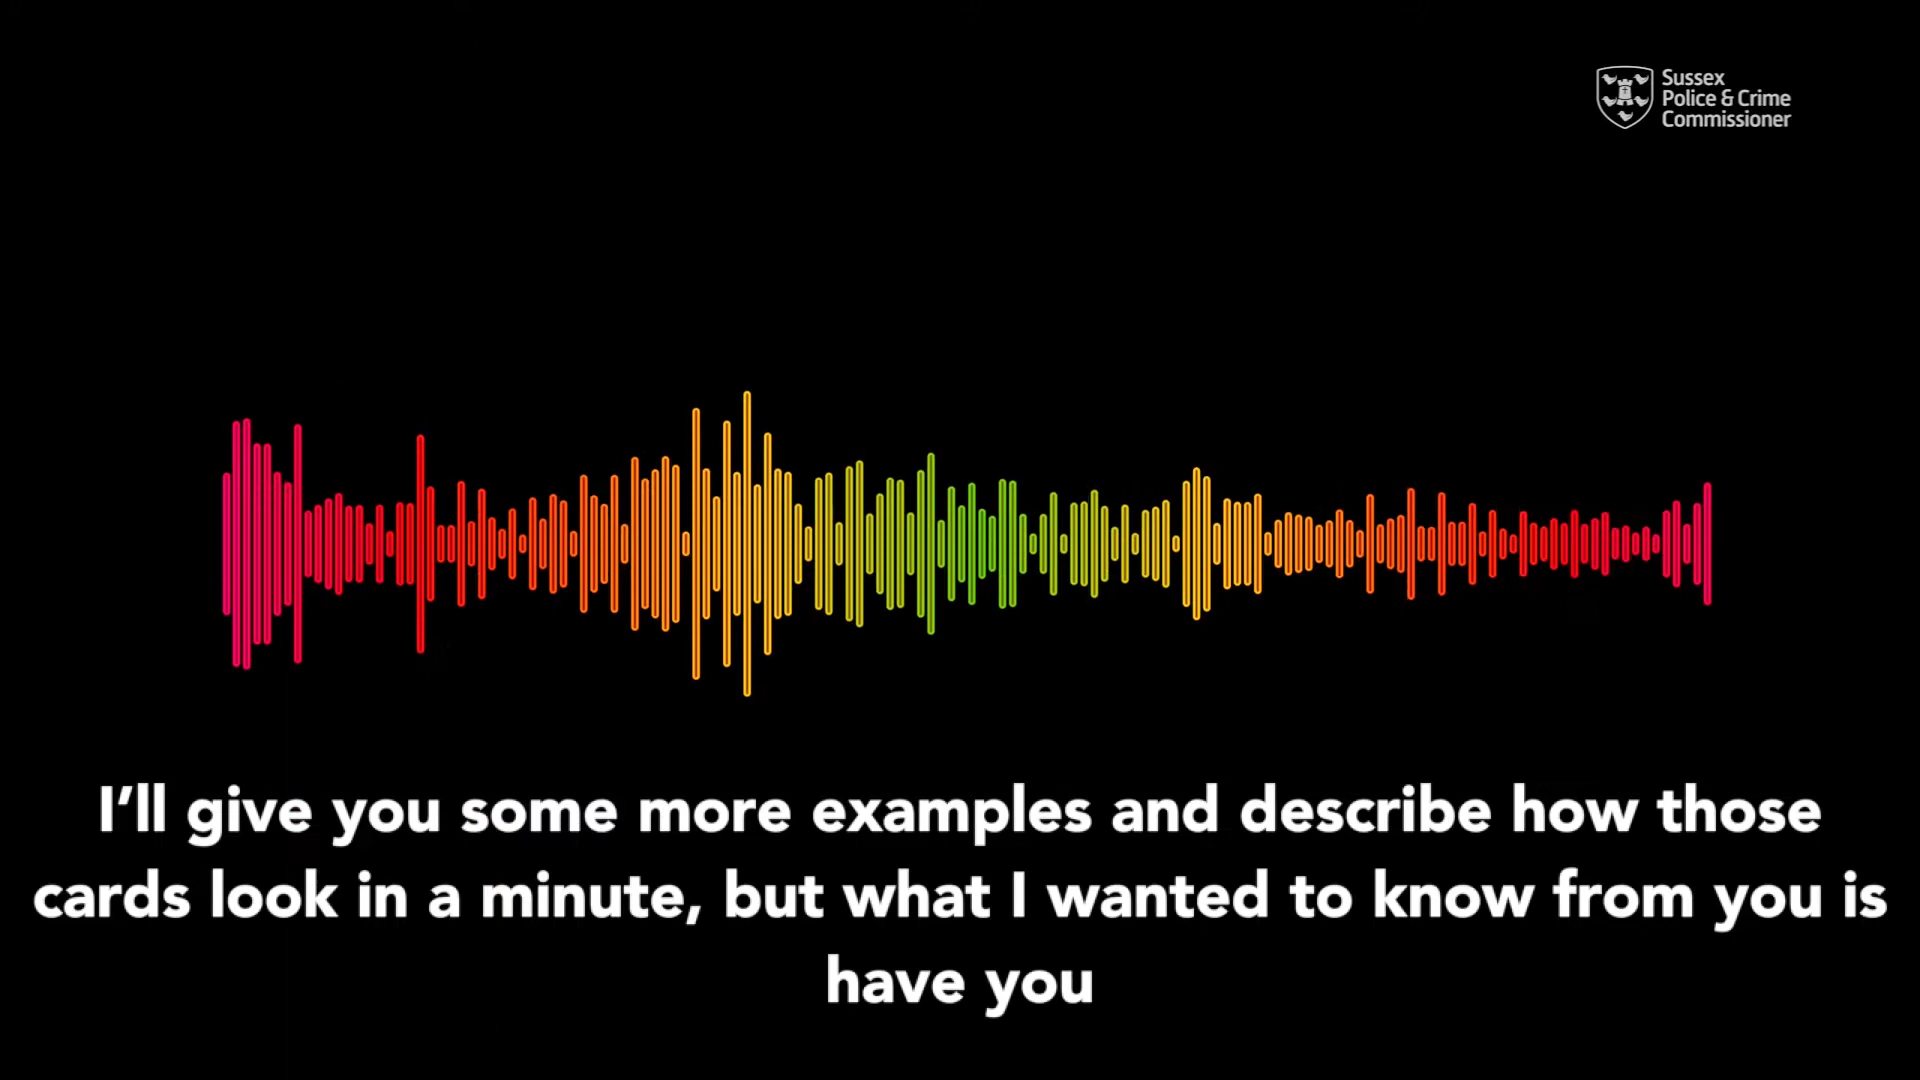 Sussex
Police & Crime
Commissioner
I’ll give you some more examples and describe how those
cards look in a minute, but what I wanted to know from you is
have you